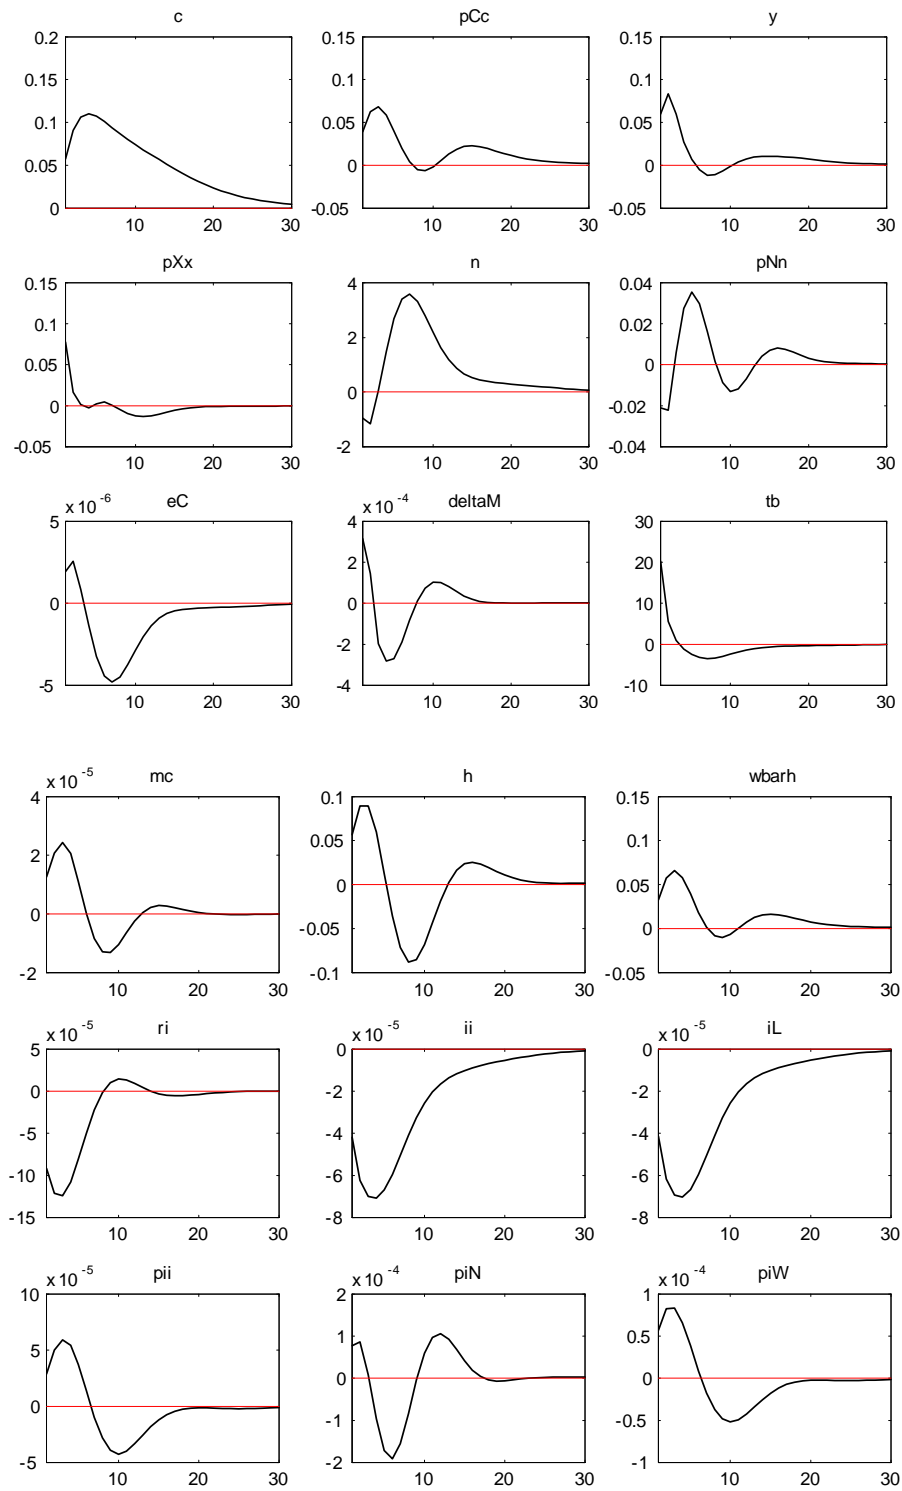 c pCc y
0.2 0.15 0.15
0.15 0.1 0.1
0.1 0.05 0.05
0.05 0 0
0 -0.05 -0.05
10 20 30 10 20 30 10 20 30
pXx n pNn
0.15 4 0.04
0.1 2 0.02
0.05 0 0
0 -0.02
-0.05 -2 -0.04
10 20 30 10 20 30 10 20 30
x 10 -6 eC x 10 -4 deltaM tb
5 4 30
2 20
0 0 10
-2 0
-5 -4 -10
10 20 30 10 20 30 10 20 30
x 10 -5 mc h wbarh
4 0.1 0.15
2 0.05 0.1
0 0 0.05
-0.05 0
-2 -0.1 -0.05
10 20 30 10 20 30 10 20 30
x 10 -5 ri x 10 -5 ii x 10 -5 iL
5 0 0
0 -2 -2
-5 -4 -4
-10 -6 -6
-15 -8 -8
10 20 30 10 20 30 10 20 30
x 10 -5 pii x 10 -4 piN x 10 -4 piW
10 2 1
5 1 0.5
0 0 0
-1 -0.5
-5 -2 -1
10 20 30 10 20 30 10 20 30